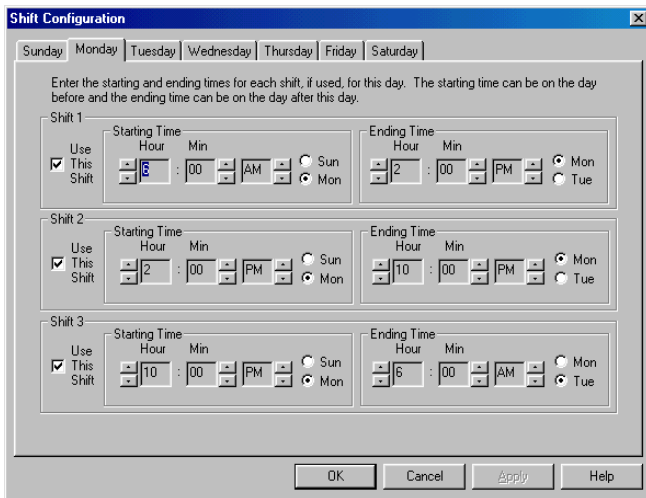 Shift Configuration
Sunday Monday Tuesday Wednesday Thursday Friday Saturday
Enter the starting and ending times for each shift, if used, for this day. The starting time can be on the day
before and the ending time can be on the day after this day.
Shift 1
Use This Shift
Starting Time
Hour Min
6 : 00 AM
Sun
Mon
Ending Time
Hour Min
2 : 00 PM
Mon
Tue
Shift 2
Use This Shift
Starting Time
Hour Min
2 : 00 PM
Sun
Mon
Ending Time
Hour Min
10 : 00 PM
Mon
Tue
Shift 3
Use This Shift
Starting Time
Hour Min
10 : 00 PM
Sun
Mon
Ending Time
Hour Min
6 : 00 AM
Mon
Tue
OK Cancel Apply Help